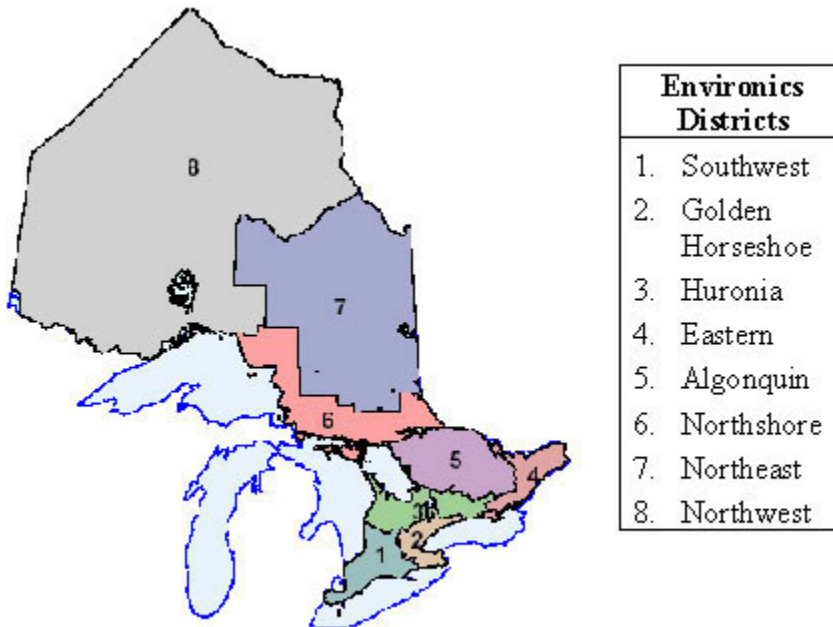 8
7
6
5
4
3
2
1
Environics
Districts
1. Southwest
2. Golden
Horseshoe
3. Huronia
4. Eastern
5. Algonquin
6. Northshore
7. Northeast
8. Northwest